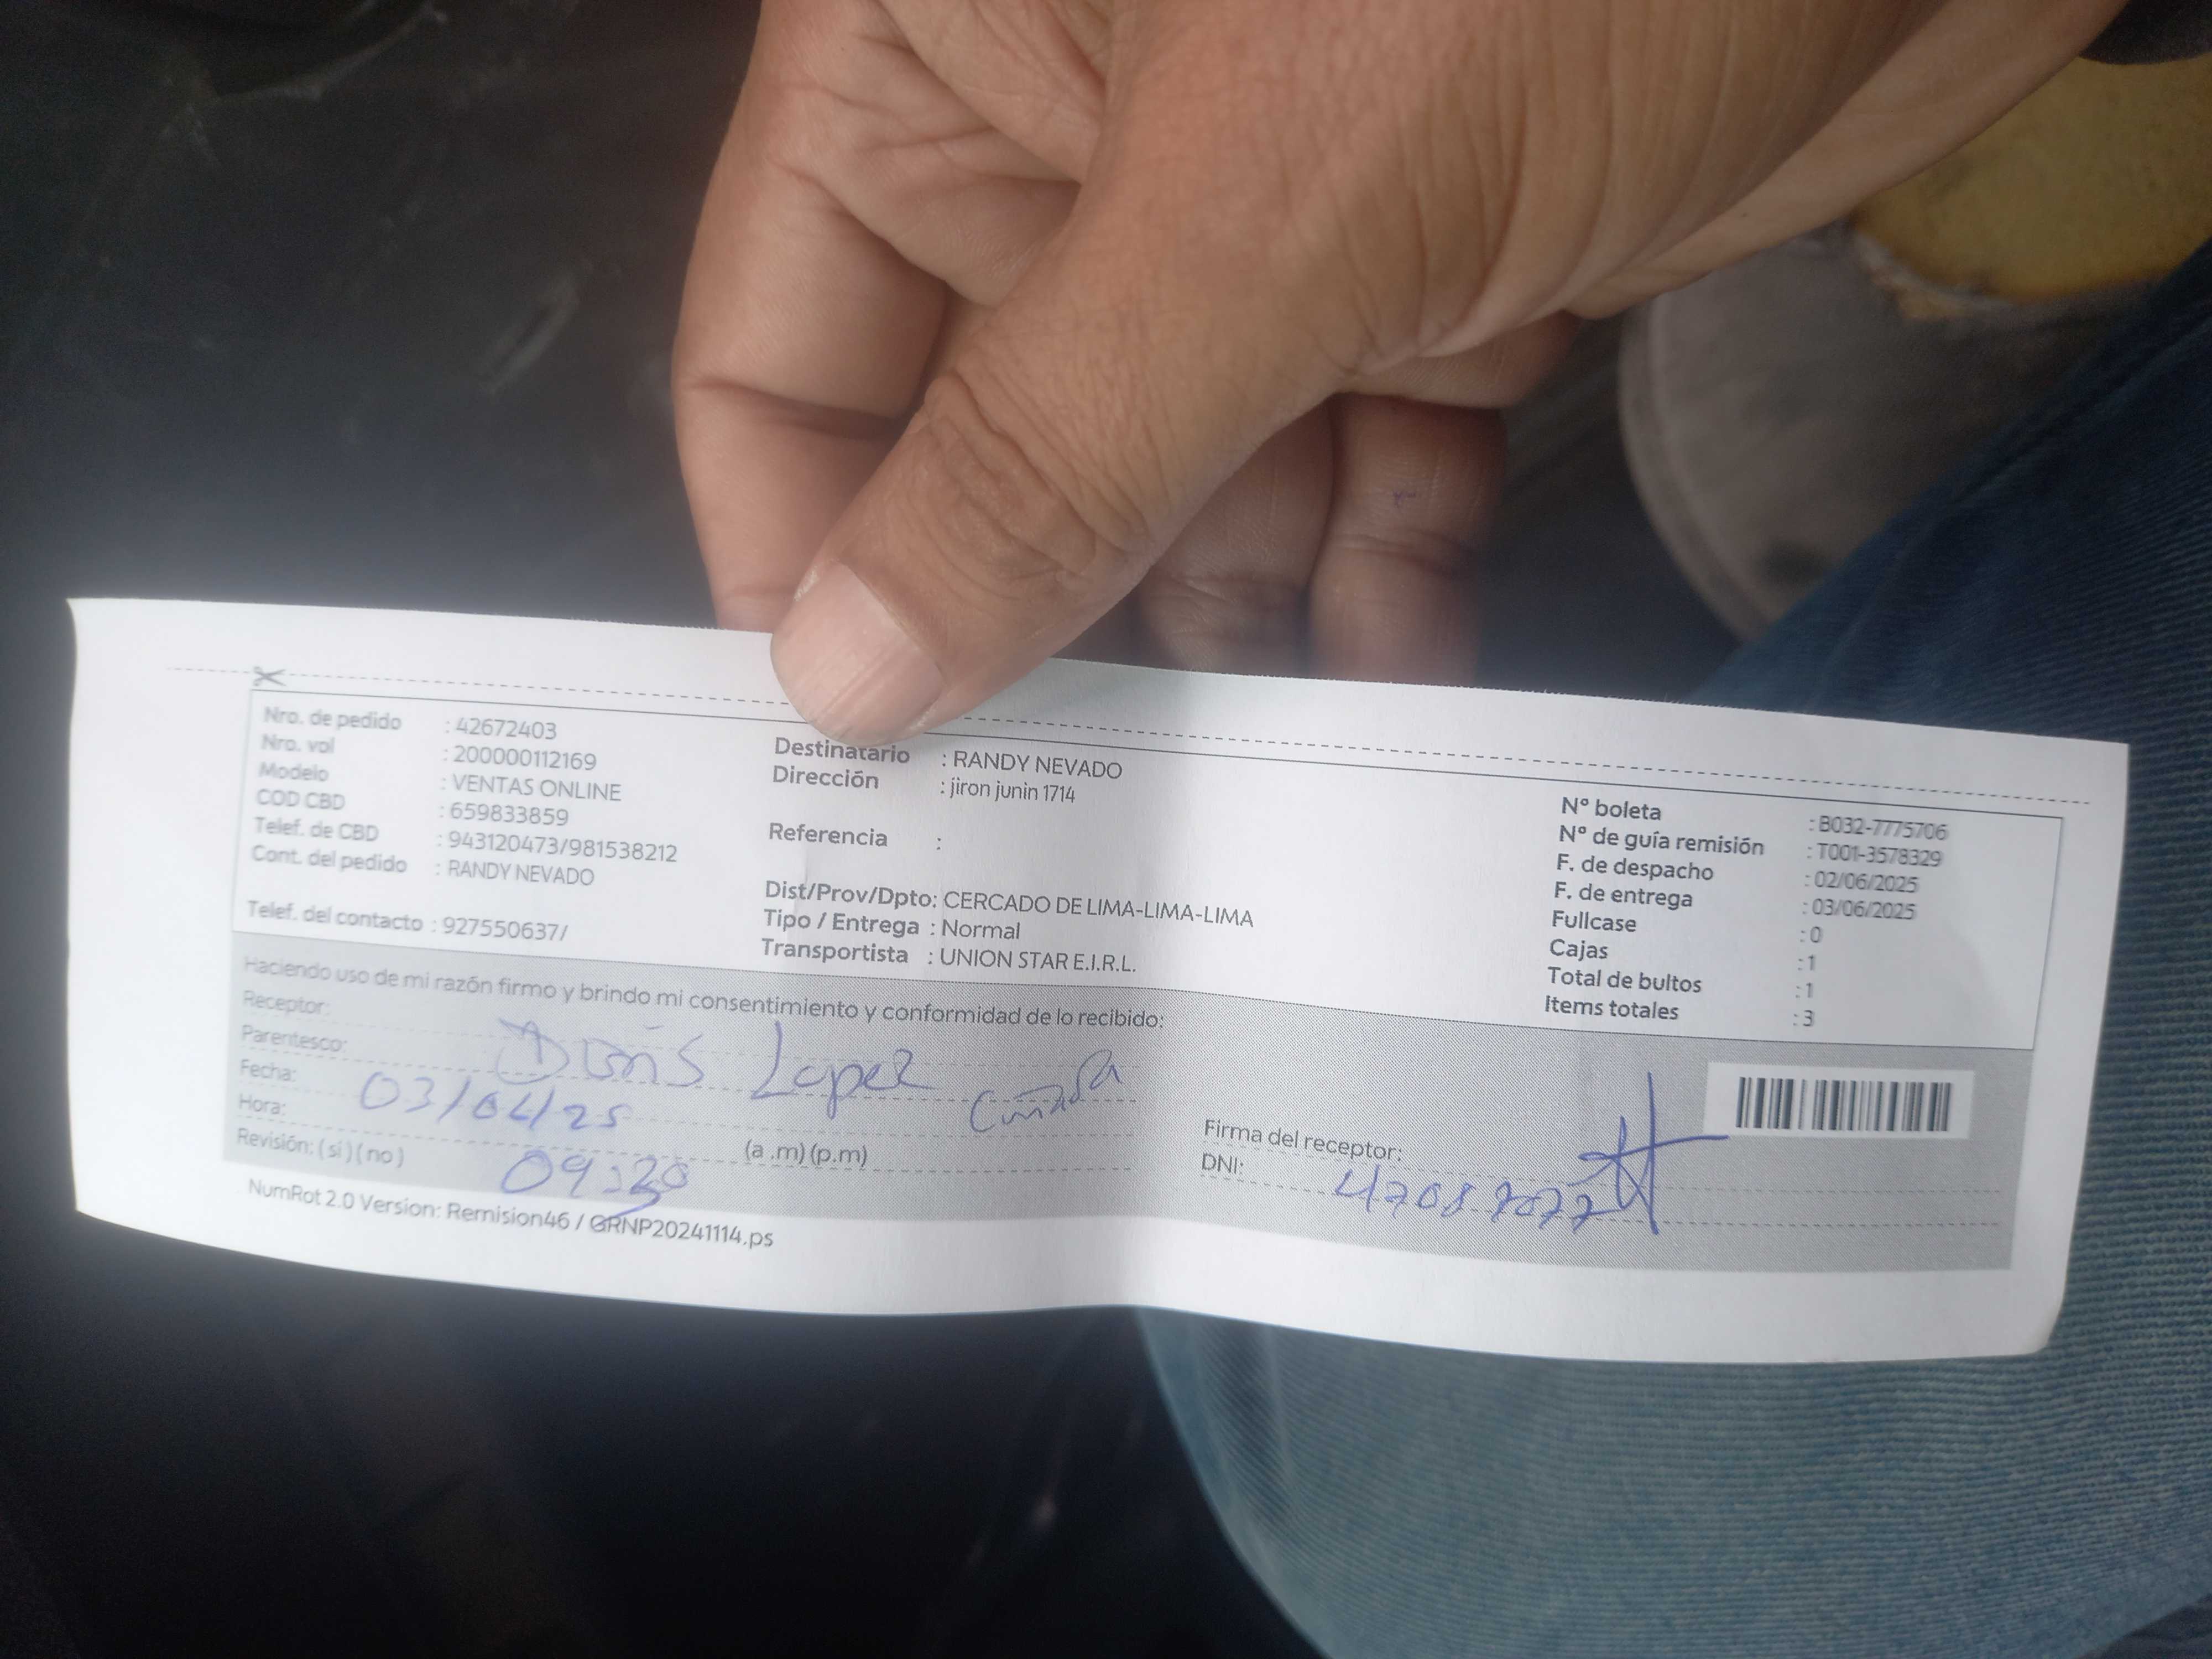 Nro. de pedido : 42672403
Nro. vol : 200000112169
Modelo : VENTAS ONLINE
COD CBD : 659833859
Telef. de CBD : 943120473/981538212
Cont. del pedido : RANDY NEVADO
Telef. del contacto : 927550637/
Destinatario : RANDY NEVADO
Dirección : jiron junin 1714
Referencia :
Dist/Prov/Dpto: CERCADO DE LIMA-LIMA-LIMA
Tipo / Entrega : Normal
Transportista : UNION STAR E.I.R.L.
N° boleta : B032-7775706
N° de guía remisión : T001-3578329
F. de despacho : 02/06/2025
F. de entrega : 03/06/2025
Fullcase : 0
Cajas : 1
Total de bultos : 1
Items totales : 3
Haciendo uso de mi razón firmo y brindo mi consentimiento y conformidad de lo recibido:
Receptor: Lopez
Parentesco: Cuñada
Fecha:
Hora: (a .m) (p.m)
Revisión: ( si ) ( no )
Firma del receptor:
DNI:
NumRot 2.0 Version: Remision46 / GRNP20241114.ps